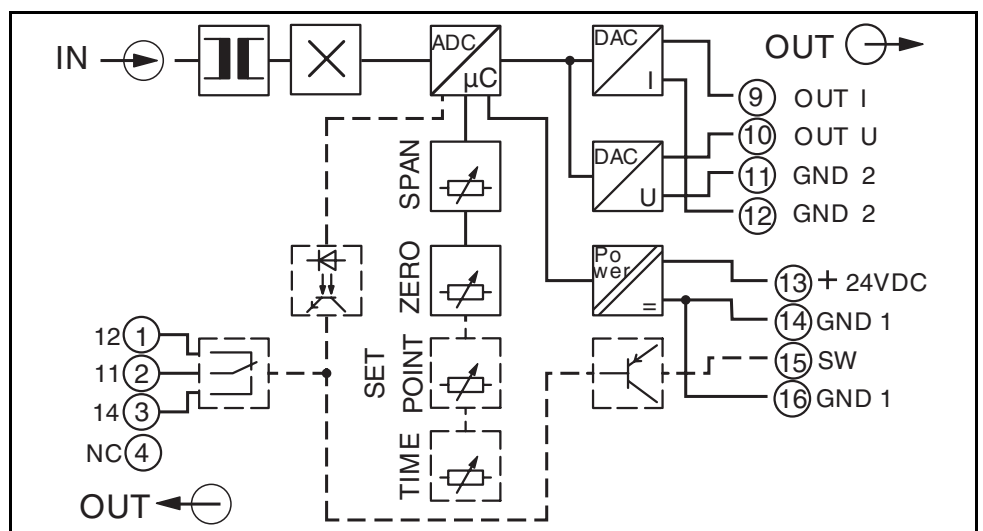 IN
ADC
µC
DAC
I
OUT
9 OUT I
10 OUT U
DAC
U
11 GND 2
12 GND 2
SPAN
ZERO
SET
POINT
TIME
Po
wer
=
13 + 24VDC
14 GND 1
15 SW
16 GND 1
12 1
11 2
14 3
NC 4
OUT